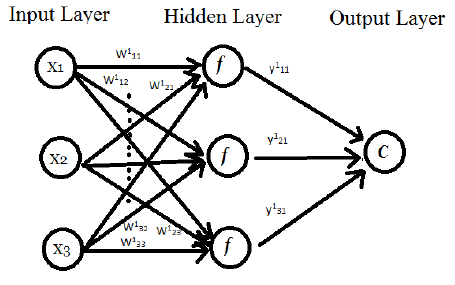 Input Layer Hidden Layer Output Layer
X1 W¹11 f y¹11
W¹12 W¹21
X2 f y¹21 C
W¹32 W¹23 y¹31
X3 W¹33 f